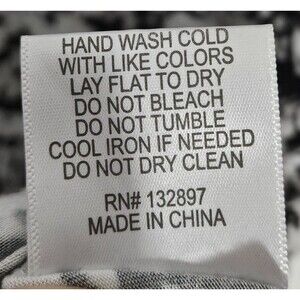 HAND WASH COLD
WITH LIKE COLORS
LAY FLAT TO DRY
DO NOT BLEACH
DO NOT TUMBLE
COOL IRON IF NEEDED
DO NOT DRY CLEAN
RN# 132897
MADE IN CHINA